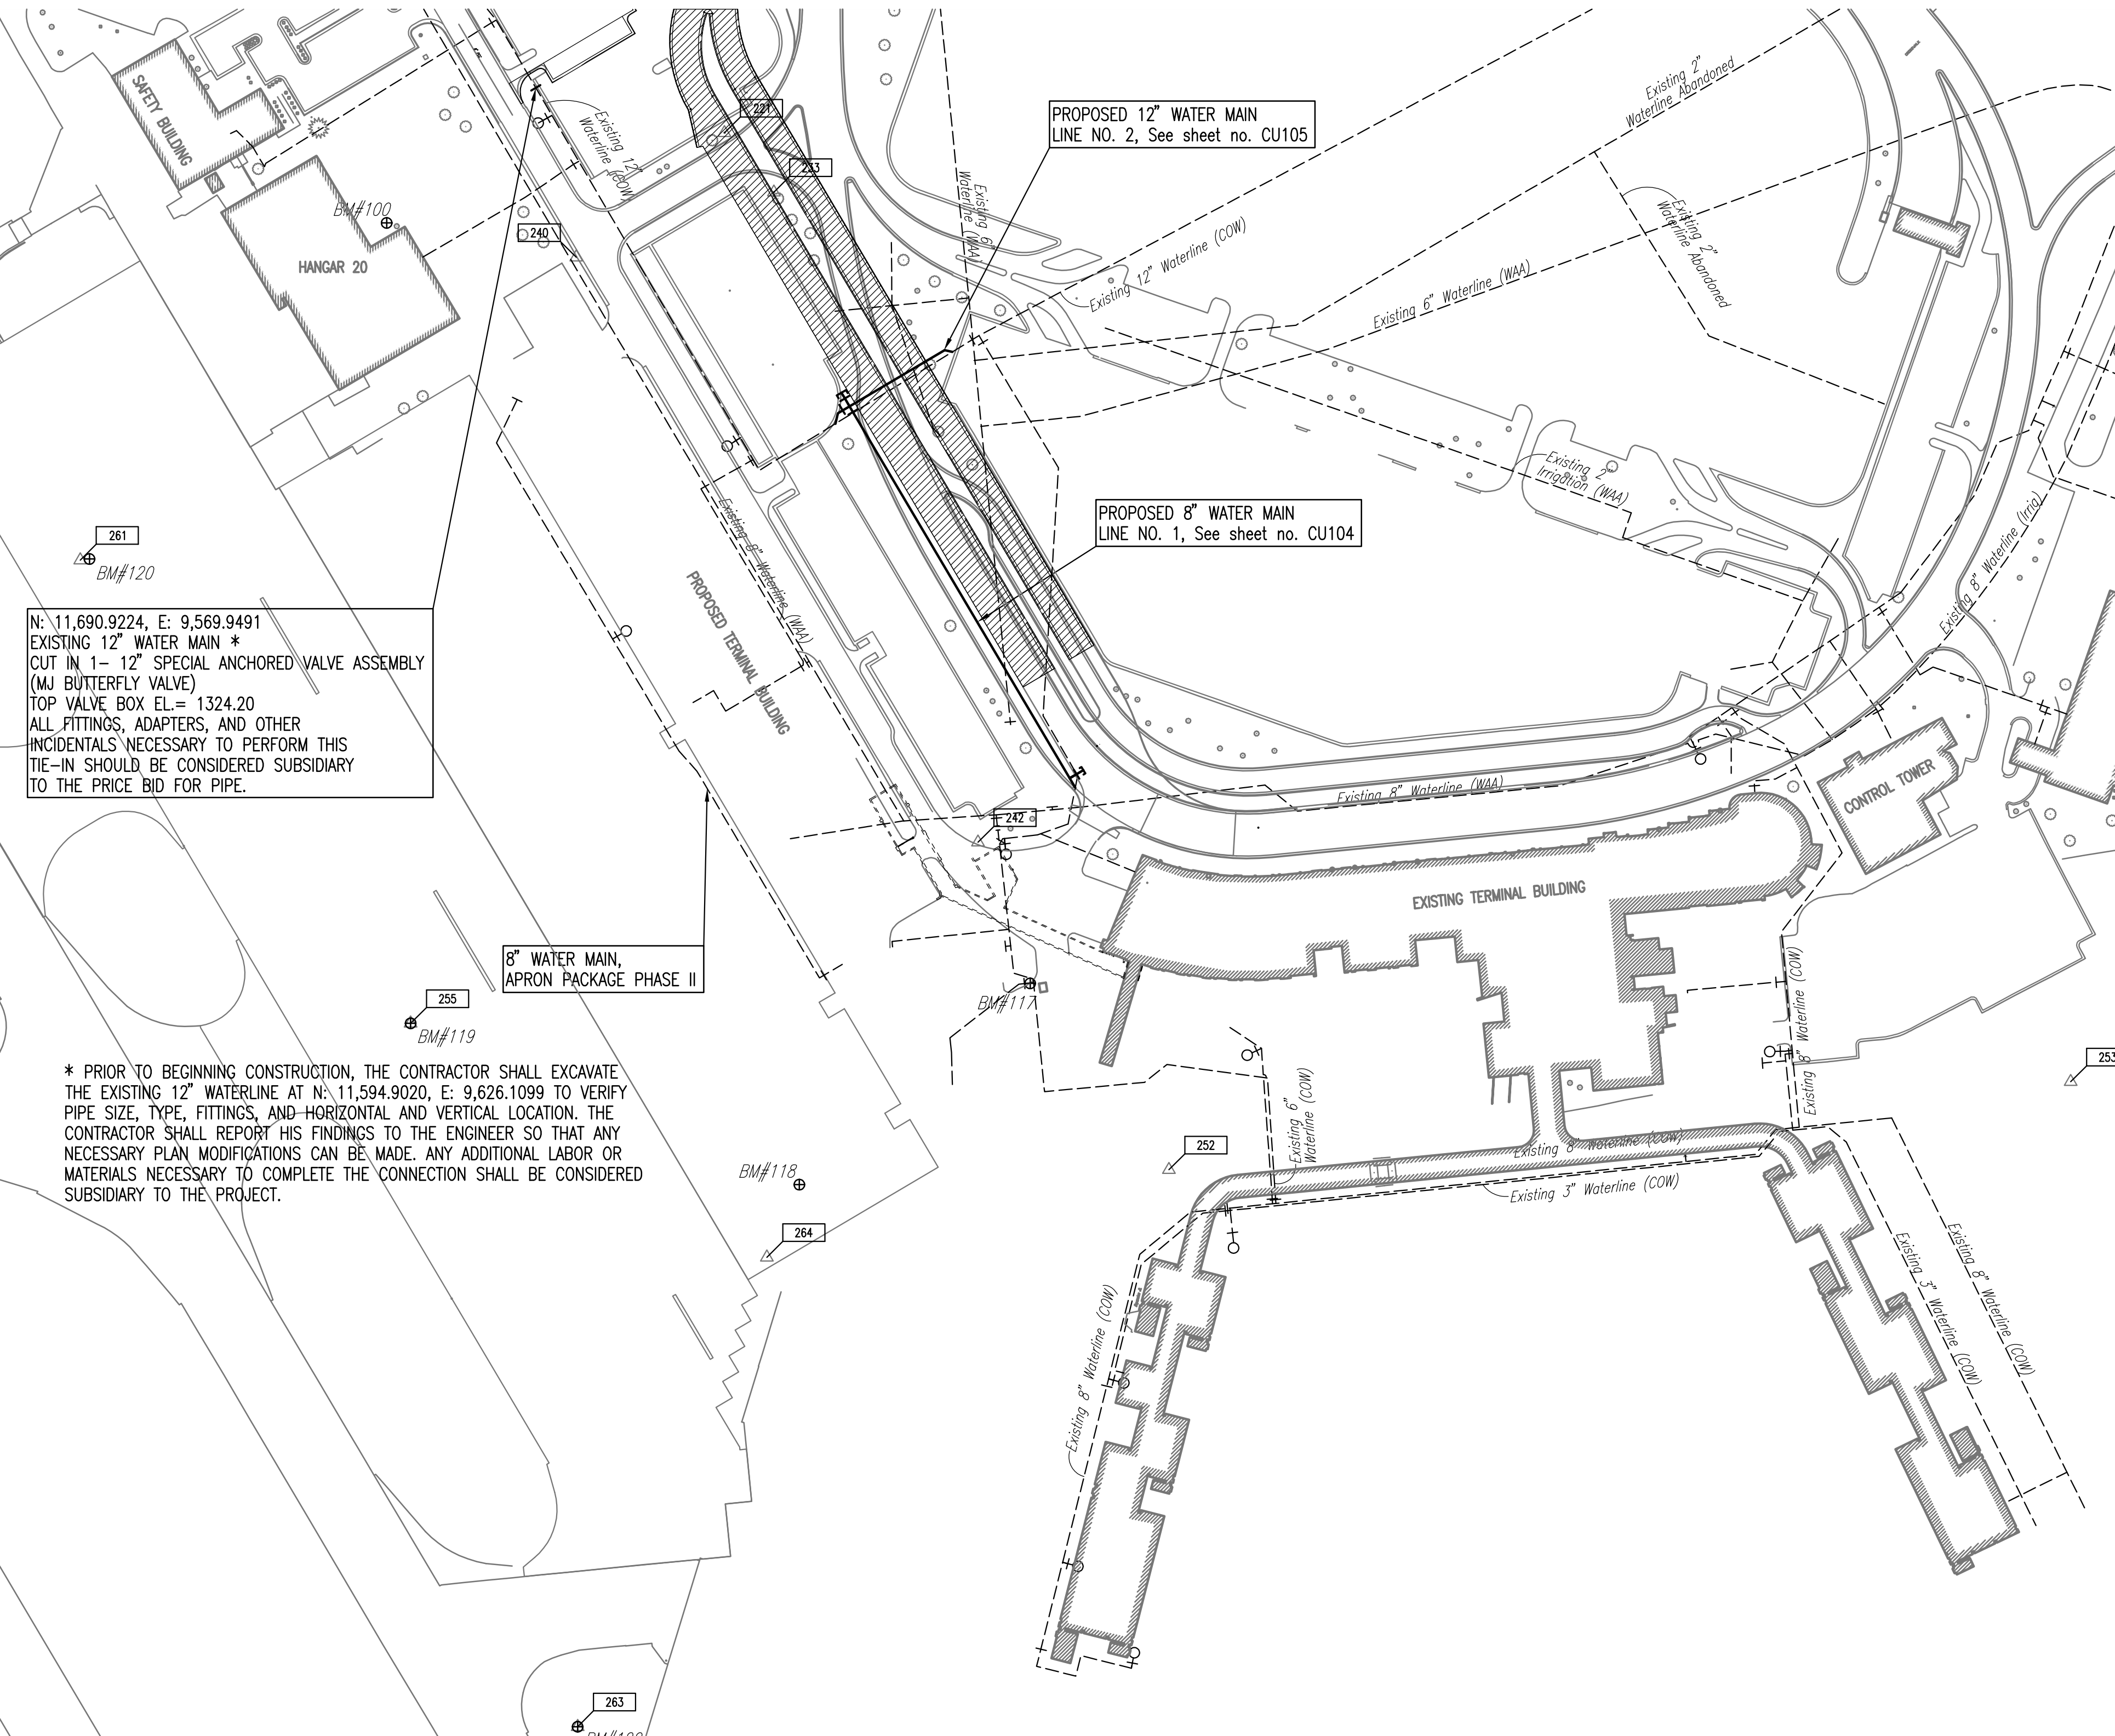 SAFETY BUILDING
Existing 12"
Waterline (COW)
221
233
PROPOSED 12" WATER MAIN
LINE NO. 2, See sheet no. CU105
Existing 2"
Waterline Abandoned
BM#100
240
HANGAR 20
Existing 6"
Waterline (WAA)
Existing 12" Waterline (COW)
Existing 6" Waterline (WAA)
Existing 2"
Waterline Abandoned
Existing 2"
Irrigation (WAA)
Existing 8" Waterline (Irrig)
PROPOSED 8" WATER MAIN
LINE NO. 1, See sheet no. CU104
261
BM#120
Existing 8" Waterline (WAA)
PROPOSED TERMINAL BUILDING
N: 11,690.9224, E: 9,569.9491
EXISTING 12" WATER MAIN *
CUT IN 1– 12" SPECIAL ANCHORED VALVE ASSEMBLY
(MJ BUTTERFLY VALVE)
TOP VALVE BOX EL.= 1324.20
ALL FITTINGS, ADAPTERS, AND OTHER
INCIDENTALS NECESSARY TO PERFORM THIS
TIE–IN SHOULD BE CONSIDERED SUBSIDIARY
TO THE PRICE BID FOR PIPE.
Existing 8" Waterline (WAA)
CONTROL TOWER
242
EXISTING TERMINAL BUILDING
8" WATER MAIN,
APRON PACKAGE PHASE II
BM#117
255
BM#119
Existing 8" Waterline (COW)
253
* PRIOR TO BEGINNING CONSTRUCTION, THE CONTRACTOR SHALL EXCAVATE
THE EXISTING 12" WATERLINE AT N: 11,594.9020, E: 9,626.1099 TO VERIFY
PIPE SIZE, TYPE, FITTINGS, AND HORIZONTAL AND VERTICAL LOCATION. THE
CONTRACTOR SHALL REPORT HIS FINDINGS TO THE ENGINEER SO THAT ANY
NECESSARY PLAN MODIFICATIONS CAN BE MADE. ANY ADDITIONAL LABOR OR
MATERIALS NECESSARY TO COMPLETE THE CONNECTION SHALL BE CONSIDERED
SUBSIDIARY TO THE PROJECT.
Existing 6"
Waterline (COW)
252
Existing 8" Waterline (COW)
Existing 3" Waterline (COW)
BM#118
264
Existing 8" Waterline (COW)
Existing 3" Waterline (COW)
Existing 8" Waterline (COW)
263